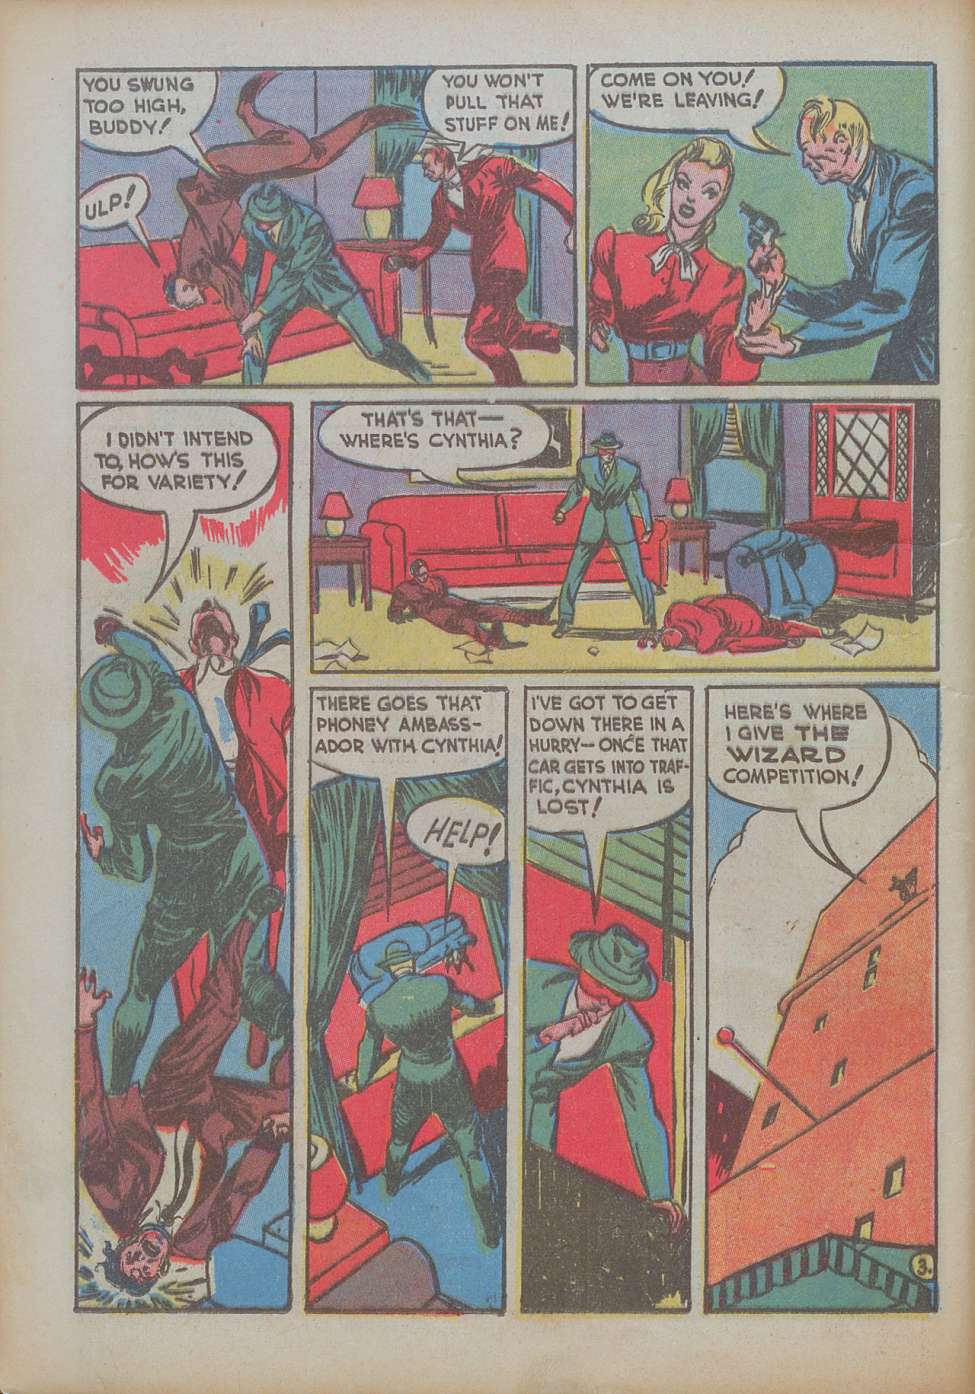 YOU SWUNG
TOO HIGH,
BUDDY!
ULP!
YOU WON'T
PULL THAT
STUFF ON ME!
COME ON YOU!
WE'RE LEAVING!
I DIDN'T INTEND
TO, HOW'S THIS
FOR VARIETY!
THAT'S THAT—
WHERE'S CYNTHIA?
THERE GOES THAT
PHONEY AMBASS-
ADOR WITH CYNTHIA!
HELP!
I'VE GOT TO GET
DOWN THERE IN A
HURRY—ONCE THAT
CAR GETS INTO TRAF-
FIC, CYNTHIA IS
LOST!
HERE'S WHERE
I GIVE THE
WIZARD
COMPETITION!
3.